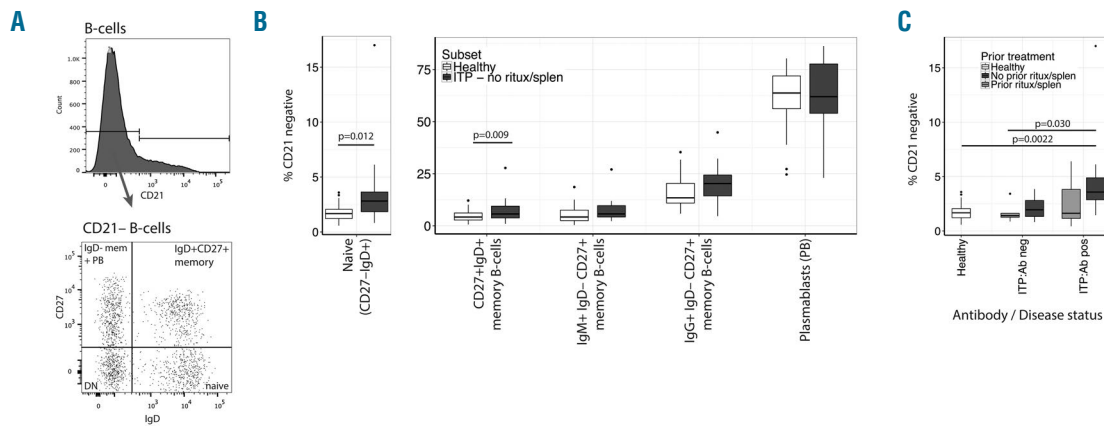 A
B-cells
1.0K
800
600
400
200
0
Count
0
10³
10⁴
10⁵
CD21
CD21– B-cells
IgD- mem
+ PB
IgD+CD27+
memory
10⁵
10⁴
10³
0
CD27
DN
naive
0
10³
10⁴
10⁵
IgD
B
% CD21 negative
15
10
5
0
p=0.012
Naive
(CD27–IgD+)
75
50
25
0
Subset
Healthy
ITP – no ritux/splen
p=0.009
CD27+IgD+
memory B-cells
IgM+ IgD– CD27+
memory B-cells
IgG+ IgD– CD27+
memory B-cells
Plasmablasts (PB)
C
% CD21 negative
15
10
5
0
Prior treatment
Healthy
No prior ritux/splen
Prior ritux/splen
p=0.030
p=0.0022
Healthy
ITP:Ab neg
ITP:Ab pos
Antibody / Disease status